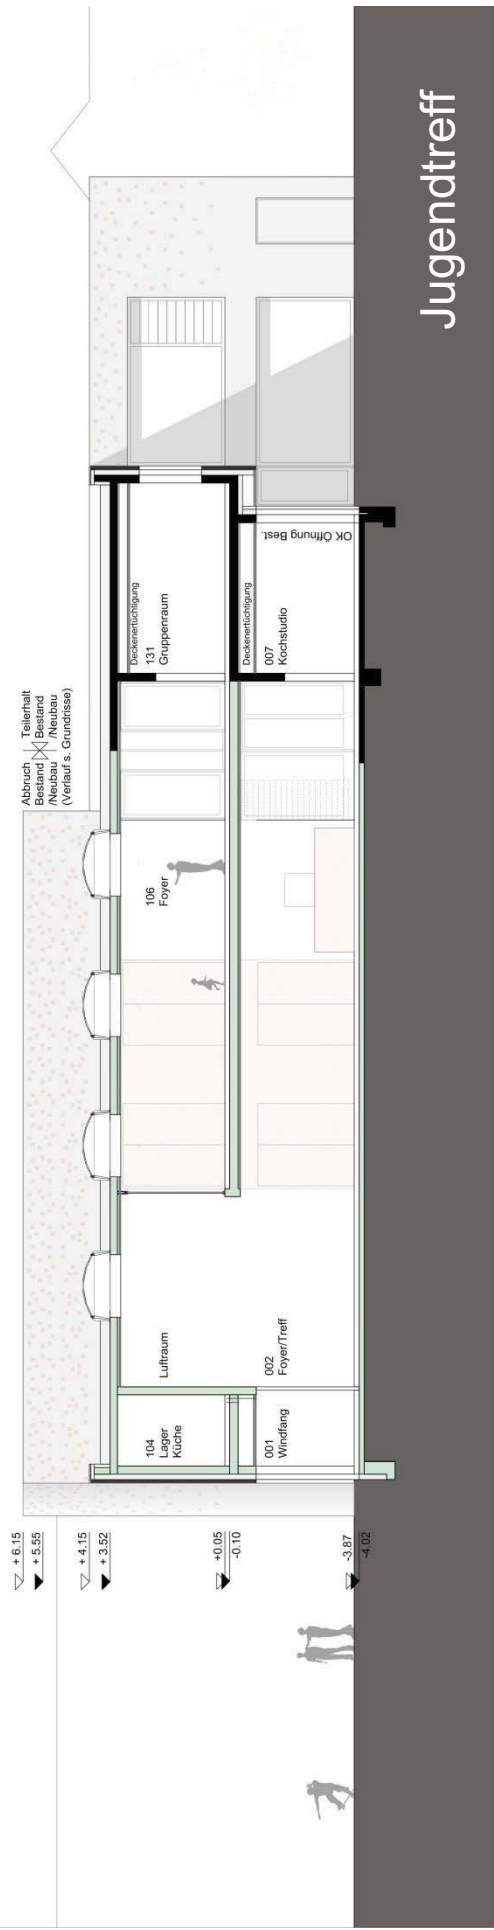 + 6.15
+ 5.55
+ 4.15
+ 3.52
+0.05
-0.10
-3.87
-4.02
104
Lager
Küche
001
Windfang
Luftraum
002
Foyer/Treff
106
Foyer
Abbruch Teilerhalt
Bestand Bestand
/Neubau /Neubau
(Verlauf s. Grundrisse)
Deckenertüchtigung
131
Gruppenraum
Deckenertüchtigung
007
Kochstudio
OK Öffnung Best.
Jugendtreff